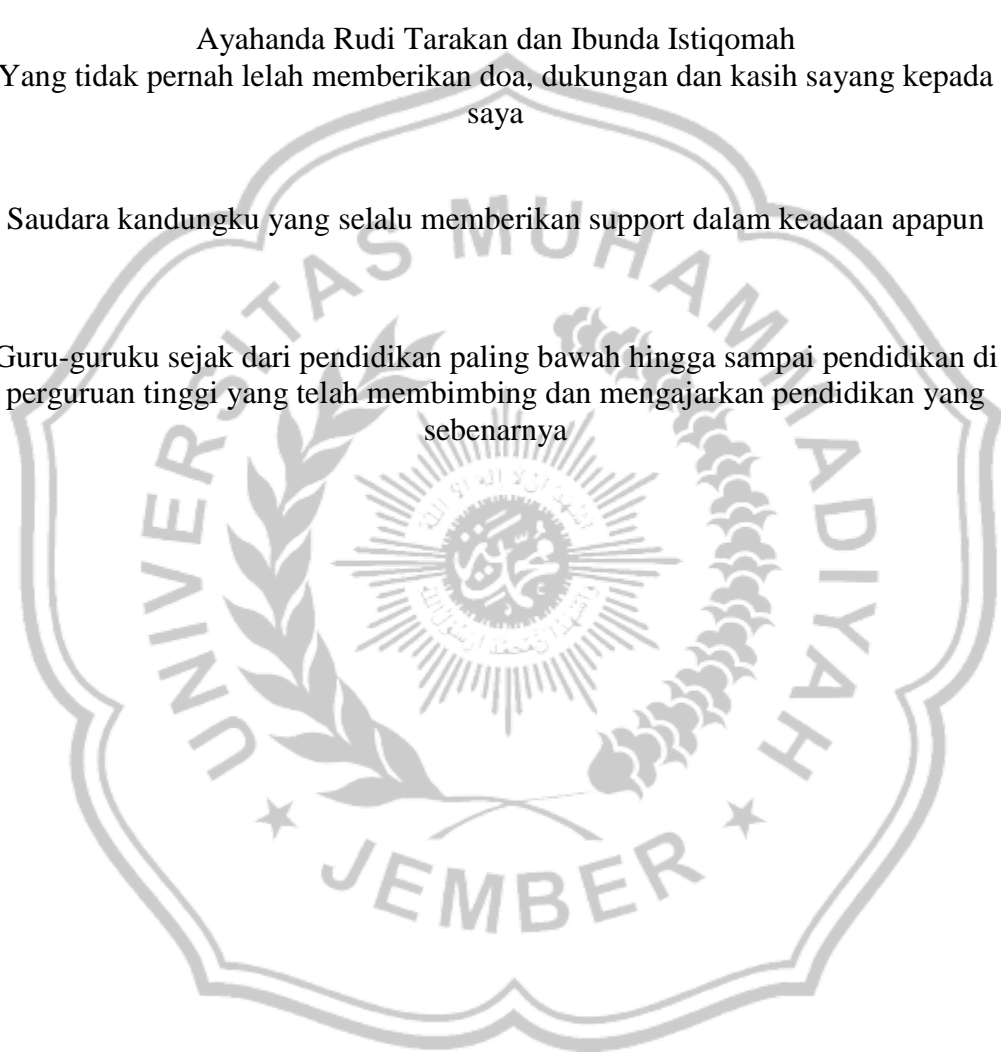 Ayahanda Rudi Tarakan dan Ibunda Istiqomah
Yang tidak pernah lelah memberikan doa, dukungan dan kasih sayang kepada
saya
Saudara kandungku yang selalu memberikan support dalam keadaan apapun
Guru-guruku sejak dari pendidikan paling bawah hingga sampai pendidikan di
perguruan tinggi yang telah membimbing dan mengajarkan pendidikan yang
sebenarnya
UNIVERSITAS MUHAMMADIYAH
JEMBER